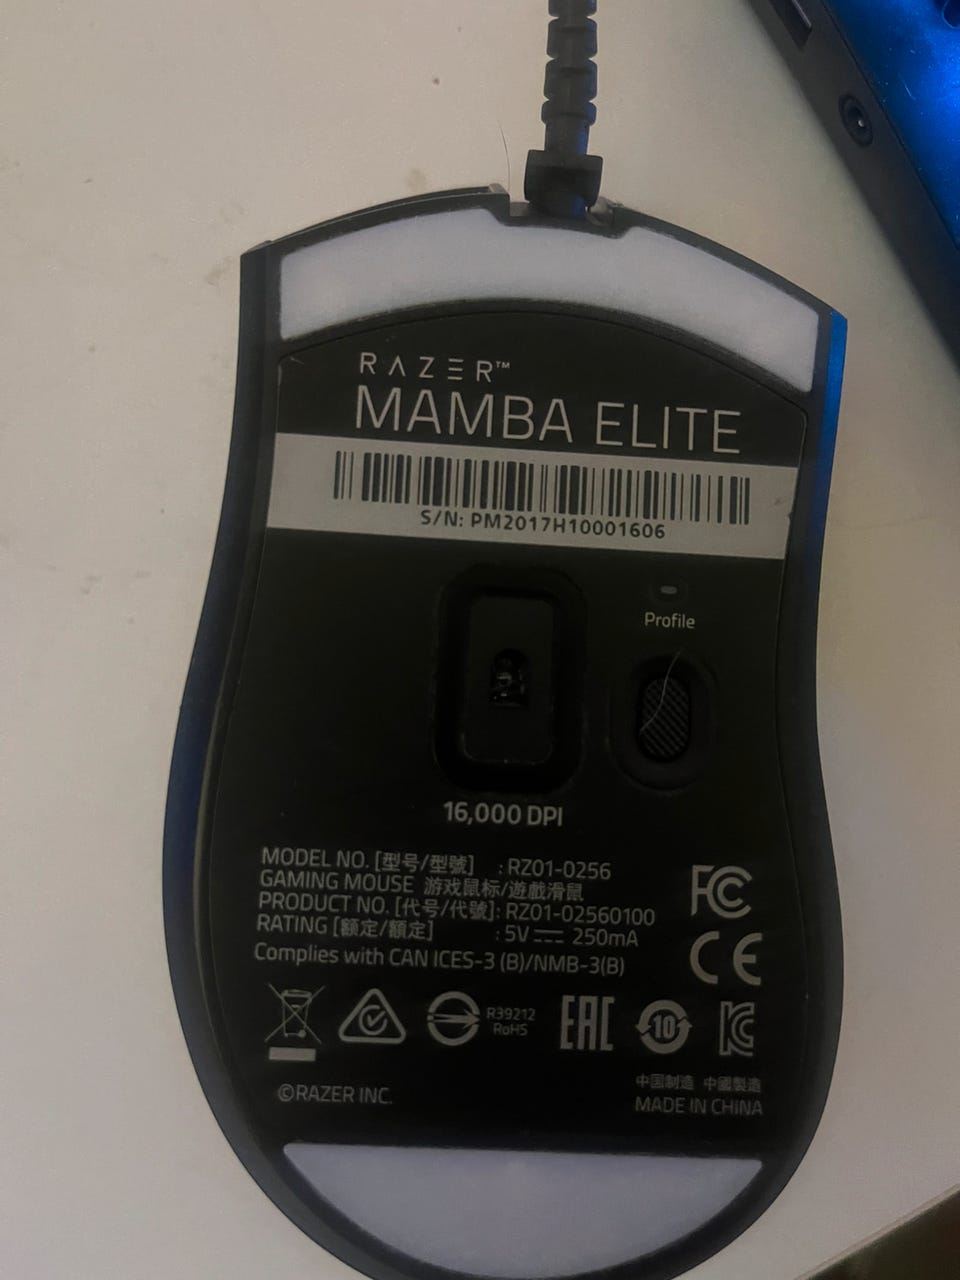 RAZER™
MAMBA ELITE
S/N: PM2017H10001606
Profile
16,000 DPI
MODEL NO. [型号/型號] : RZ01-0256
GAMING MOUSE 游戏鼠标/遊戲滑鼠
PRODUCT NO. [代号/代號]: RZ01-02560100
RATING [额定/額定] : 5V ⎓ 250mA
Complies with CAN ICES-3 (B)/NMB-3(B)
FC
CE
R39212
RoHS
EAC
10
KC
©RAZER INC.
中国制造 中國製造
MADE IN CHINA